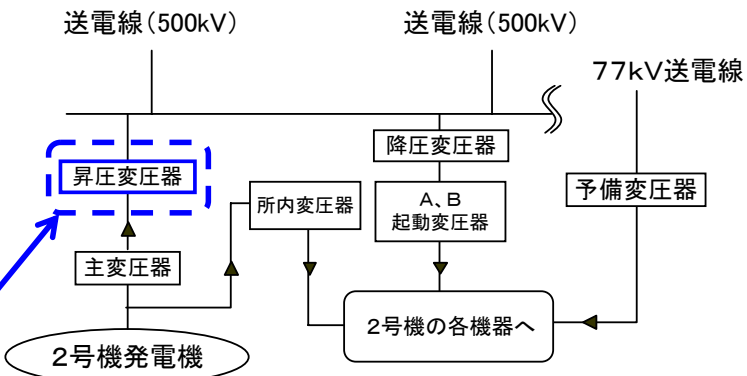 送電線(500kV)
送電線(500kV)
77kV送電線
降圧変圧器
昇圧変圧器
予備変圧器
所内変圧器
A、B
起動変圧器
主変圧器
2号機の各機器へ
2号機発電機